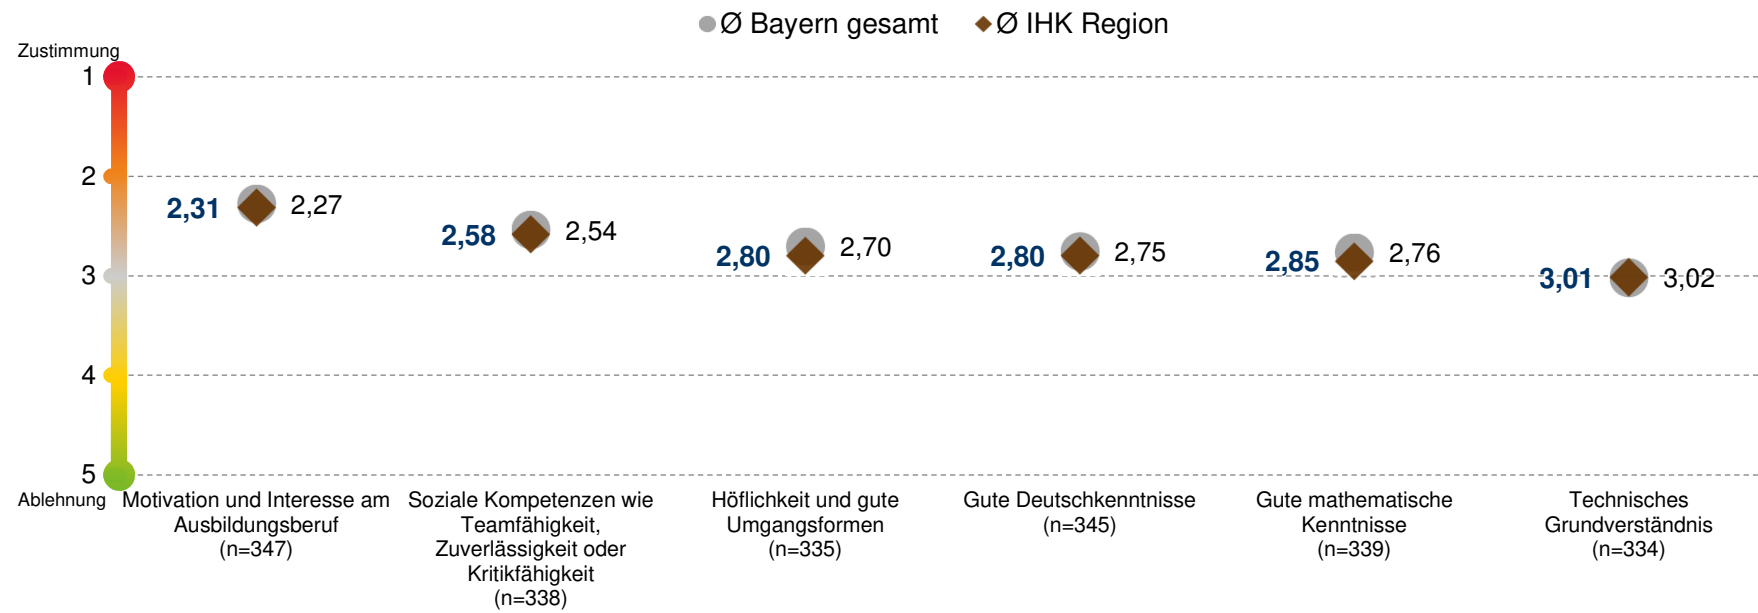 Ø Bayern gesamt Ø IHK Region
Zustimmung
1
2
2,31 2,27
2,58 2,54
2,80 2,70
2,80 2,75
2,85 2,76
3,01 3,02
3
4
5
Ablehnung
Motivation und Interesse am
Ausbildungsberuf
(n=347)
Soziale Kompetenzen wie
Teamfähigkeit,
Zuverlässigkeit oder
Kritikfähigkeit
(n=338)
Höflichkeit und gute
Umgangsformen
(n=335)
Gute Deutschkenntnisse
(n=345)
Gute mathematische
Kenntnisse
(n=339)
Technisches
Grundverständnis
(n=334)